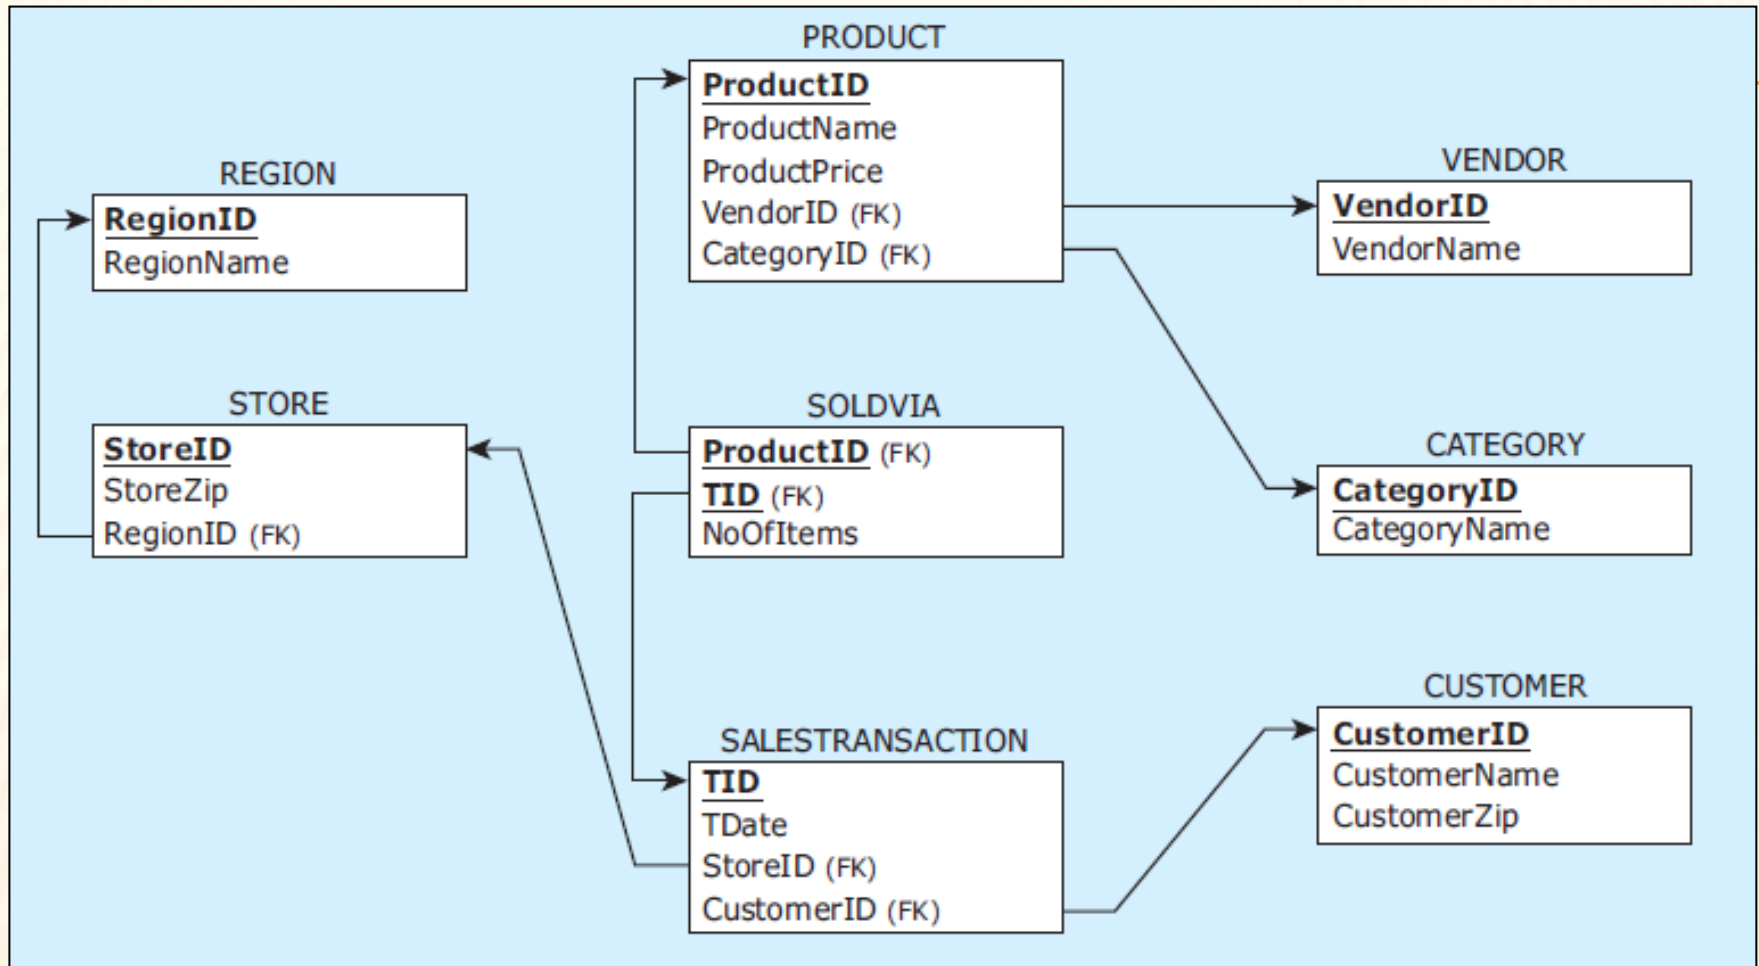 PRODUCT
ProductID
ProductName
ProductPrice
VendorID (FK)
CategoryID (FK)
REGION
RegionID
RegionName
VENDOR
VendorID
VendorName
STORE
StoreID
StoreZip
RegionID (FK)
SOLDVIA
ProductID (FK)
TID (FK)
NoOfItems
CATEGORY
CategoryID
CategoryName
SALESTRANSACTION
TID
TDate
StoreID (FK)
CustomerID (FK)
CUSTOMER
CustomerID
CustomerName
CustomerZip